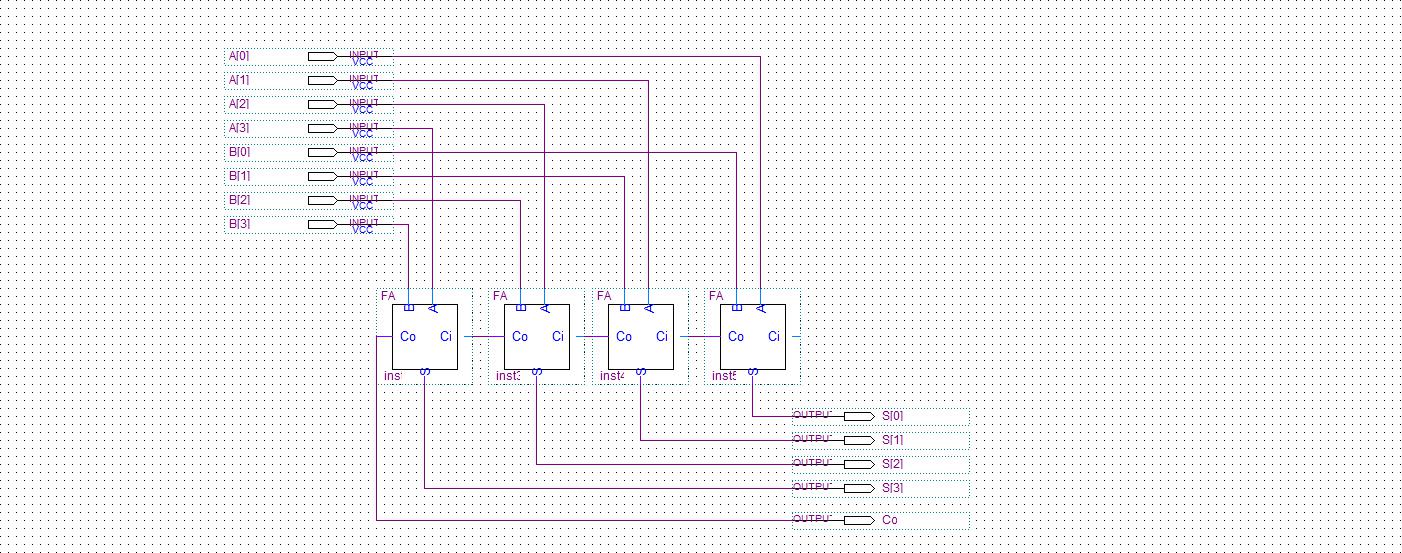 A[0] INPUT
VCC
A[1] INPUT
VCC
A[2] INPUT
VCC
A[3] INPUT
VCC
B[0] INPUT
VCC
B[1] INPUT
VCC
B[2] INPUT
VCC
B[3] INPUT
VCC
FA FA FA FA
B A B A B A B A
Co Ci Co Ci Co Ci Co Ci
S S S S
inst inst3 inst4 inst5
OUTPUT S[0]
OUTPUT S[1]
OUTPUT S[2]
OUTPUT S[3]
OUTPUT Co